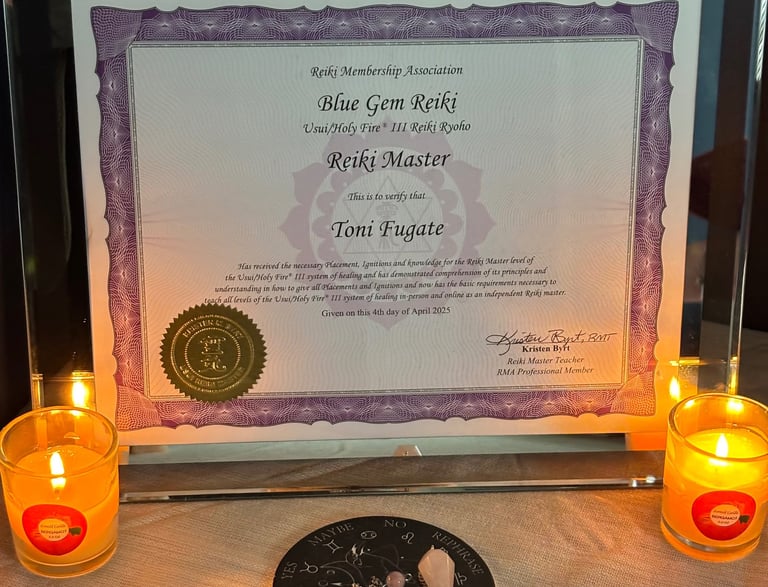 Reiki Membership Association
Blue Gem Reiki
Usui/Holy Fire® III Reiki Ryoho
Reiki Master
This is to verify that
Toni Fugate
Has received the necessary Placement, Ignitions and knowledge for the Reiki Master level of
the Usui/Holy Fire® III system of healing and has demonstrated comprehension of its principles and
understanding in how to give all Placements and Ignitions and now has the basic requirements necessary to
teach all levels of the Usui/Holy Fire® III system of healing in-person and online as an independent Reiki master.
Given on this 4th day of April 2025
Kristen Byrt, RMT
Kristen Byrt
Reiki Master Teacher
RMA Professional Member
YES MAYBE NO REPHRASE